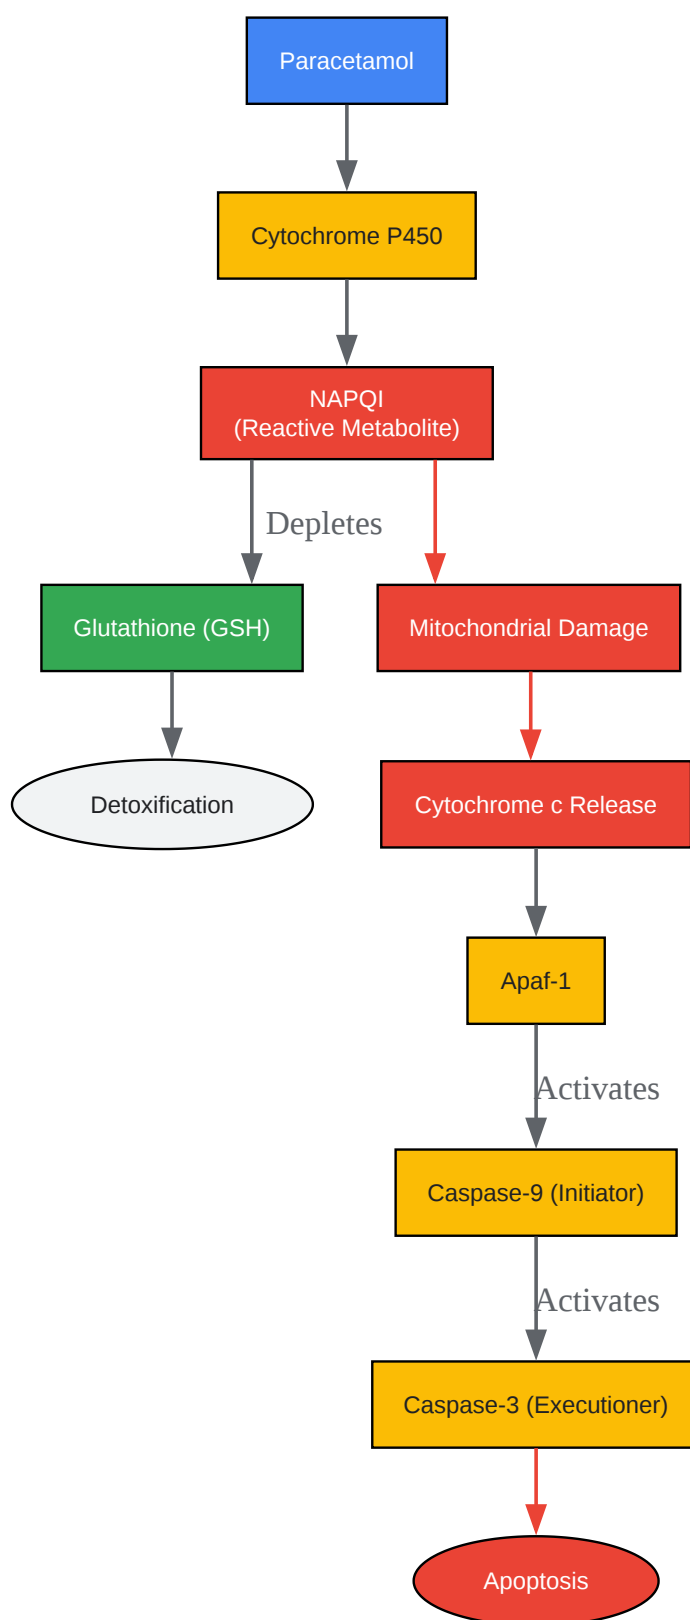 Paracetamol
Cytochrome P450
NAPQI
(Reactive Metabolite)
Depletes
Glutathione (GSH)
Mitochondrial Damage
Detoxification
Cytochrome c Release
Apaf-1
Activates
Caspase-9 (Initiator)
Activates
Caspase-3 (Executioner)
Apoptosis